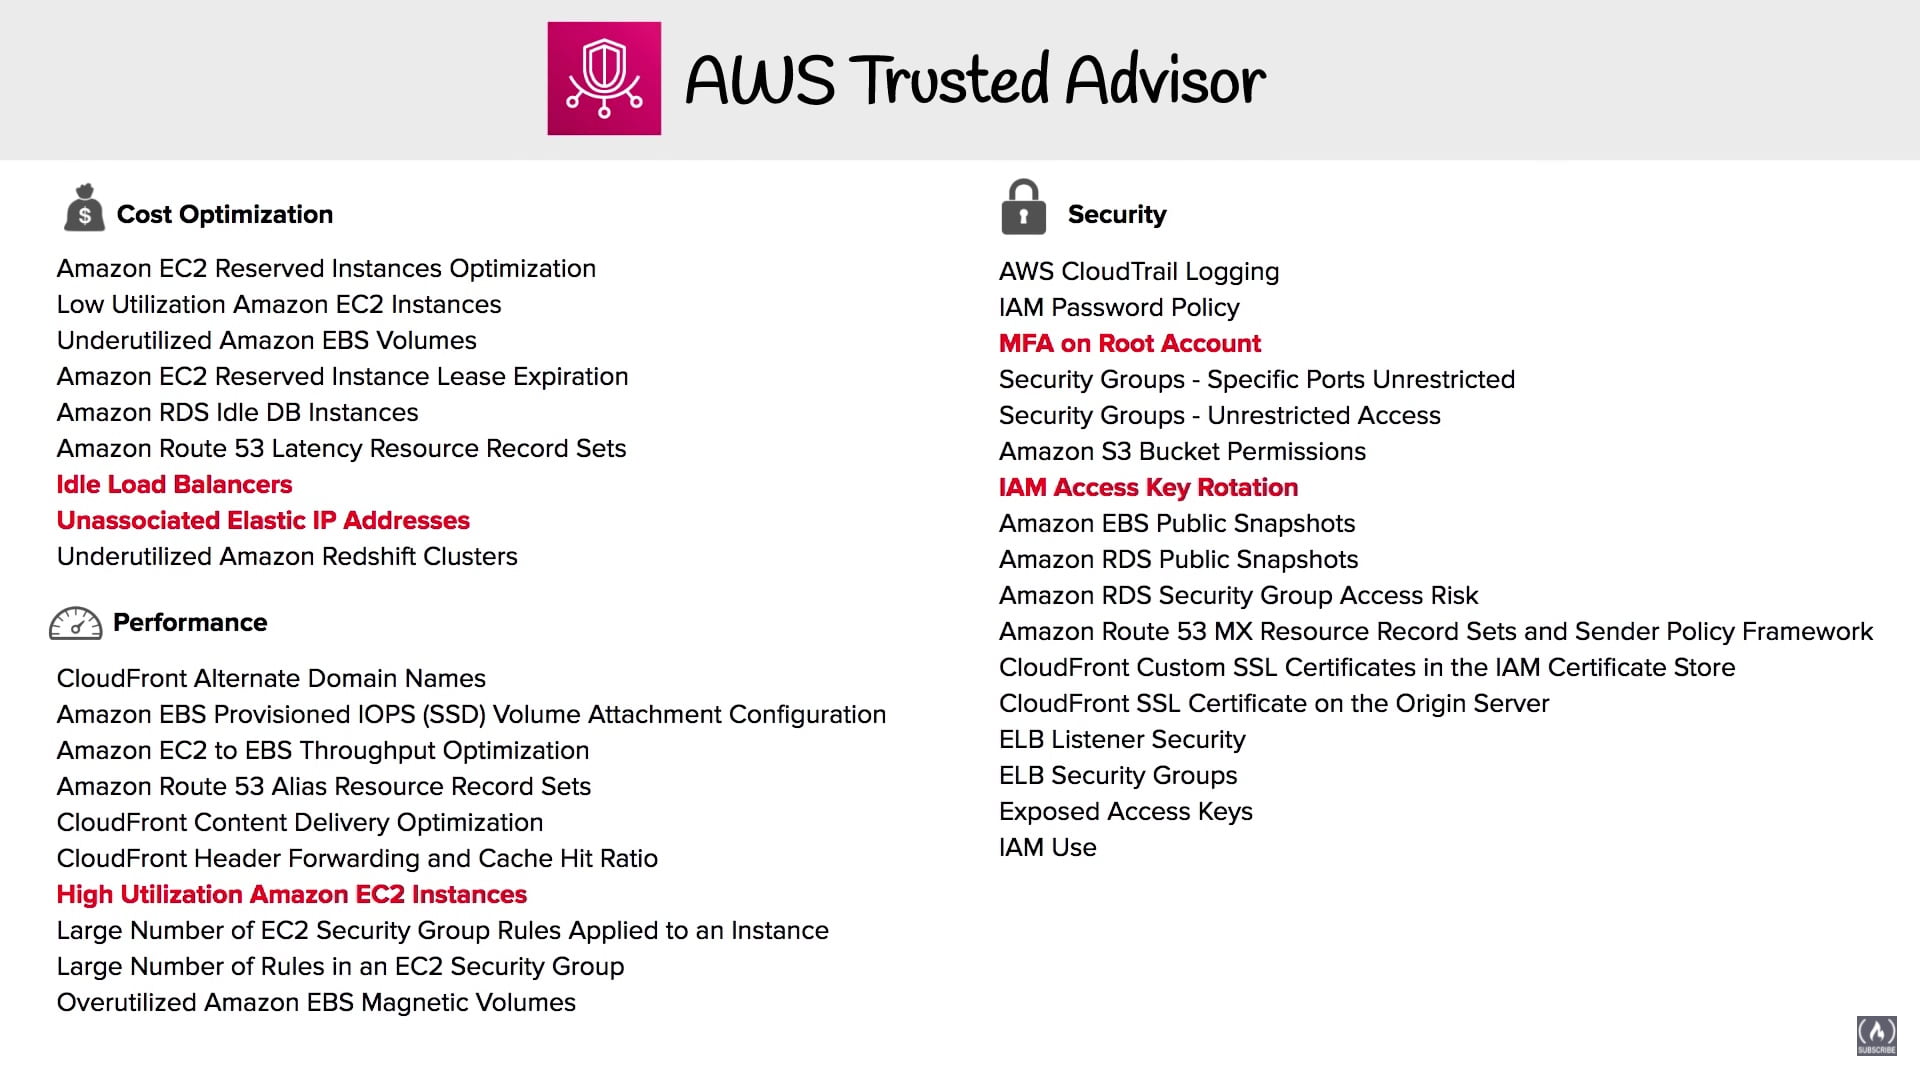 AWS Trusted Advisor
$ Cost Optimization
Amazon EC2 Reserved Instances Optimization
Low Utilization Amazon EC2 Instances
Underutilized Amazon EBS Volumes
Amazon EC2 Reserved Instance Lease Expiration
Amazon RDS Idle DB Instances
Amazon Route 53 Latency Resource Record Sets
Idle Load Balancers
Unassociated Elastic IP Addresses
Underutilized Amazon Redshift Clusters
Performance
CloudFront Alternate Domain Names
Amazon EBS Provisioned IOPS (SSD) Volume Attachment Configuration
Amazon EC2 to EBS Throughput Optimization
Amazon Route 53 Alias Resource Record Sets
CloudFront Content Delivery Optimization
CloudFront Header Forwarding and Cache Hit Ratio
High Utilization Amazon EC2 Instances
Large Number of EC2 Security Group Rules Applied to an Instance
Large Number of Rules in an EC2 Security Group
Overutilized Amazon EBS Magnetic Volumes
Security
AWS CloudTrail Logging
IAM Password Policy
MFA on Root Account
Security Groups - Specific Ports Unrestricted
Security Groups - Unrestricted Access
Amazon S3 Bucket Permissions
IAM Access Key Rotation
Amazon EBS Public Snapshots
Amazon RDS Public Snapshots
Amazon RDS Security Group Access Risk
Amazon Route 53 MX Resource Record Sets and Sender Policy Framework
CloudFront Custom SSL Certificates in the IAM Certificate Store
CloudFront SSL Certificate on the Origin Server
ELB Listener Security
ELB Security Groups
Exposed Access Keys
IAM Use
SUBSCRIBE